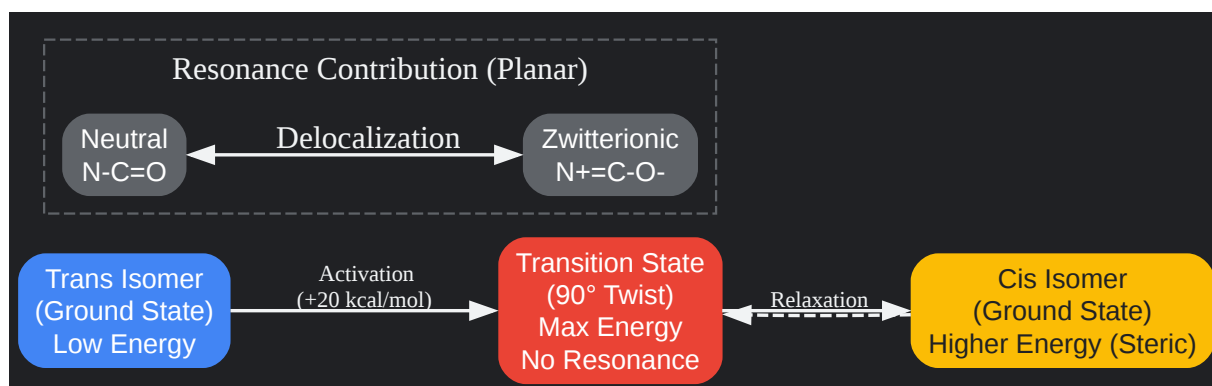 Resonance Contribution (Planar)
Neutral
N-C=O
Delocalization
Zwitterionic
N+=C-O-
Trans Isomer
(Ground State)
Low Energy
Activation
(+20 kcal/mol)
Transition State
(90° Twist)
Max Energy
No Resonance
Relaxation
Cis Isomer
(Ground State)
Higher Energy (Steric)